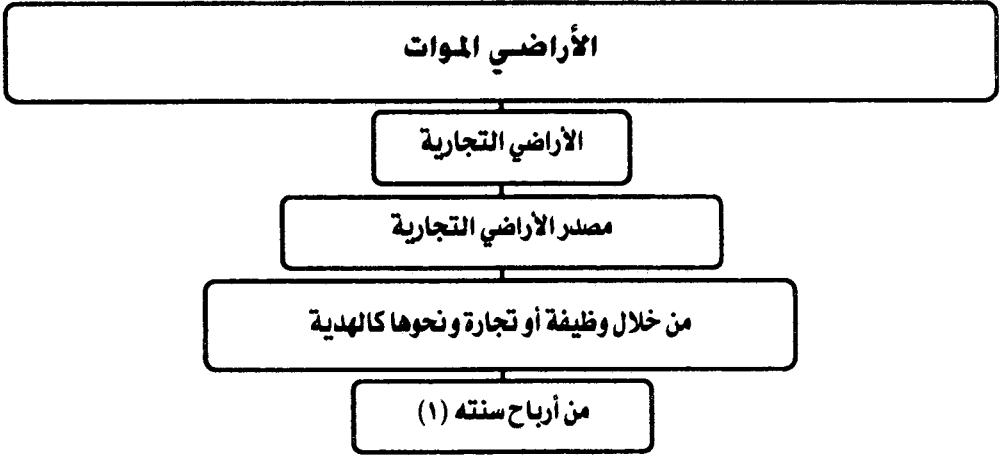 الأراضي الموات
الأراضي التجارية
مصدر الأراضي التجارية
من خلال وظيفة أو تجارة ونحوها كالهدية
من أرباح سنته (١)